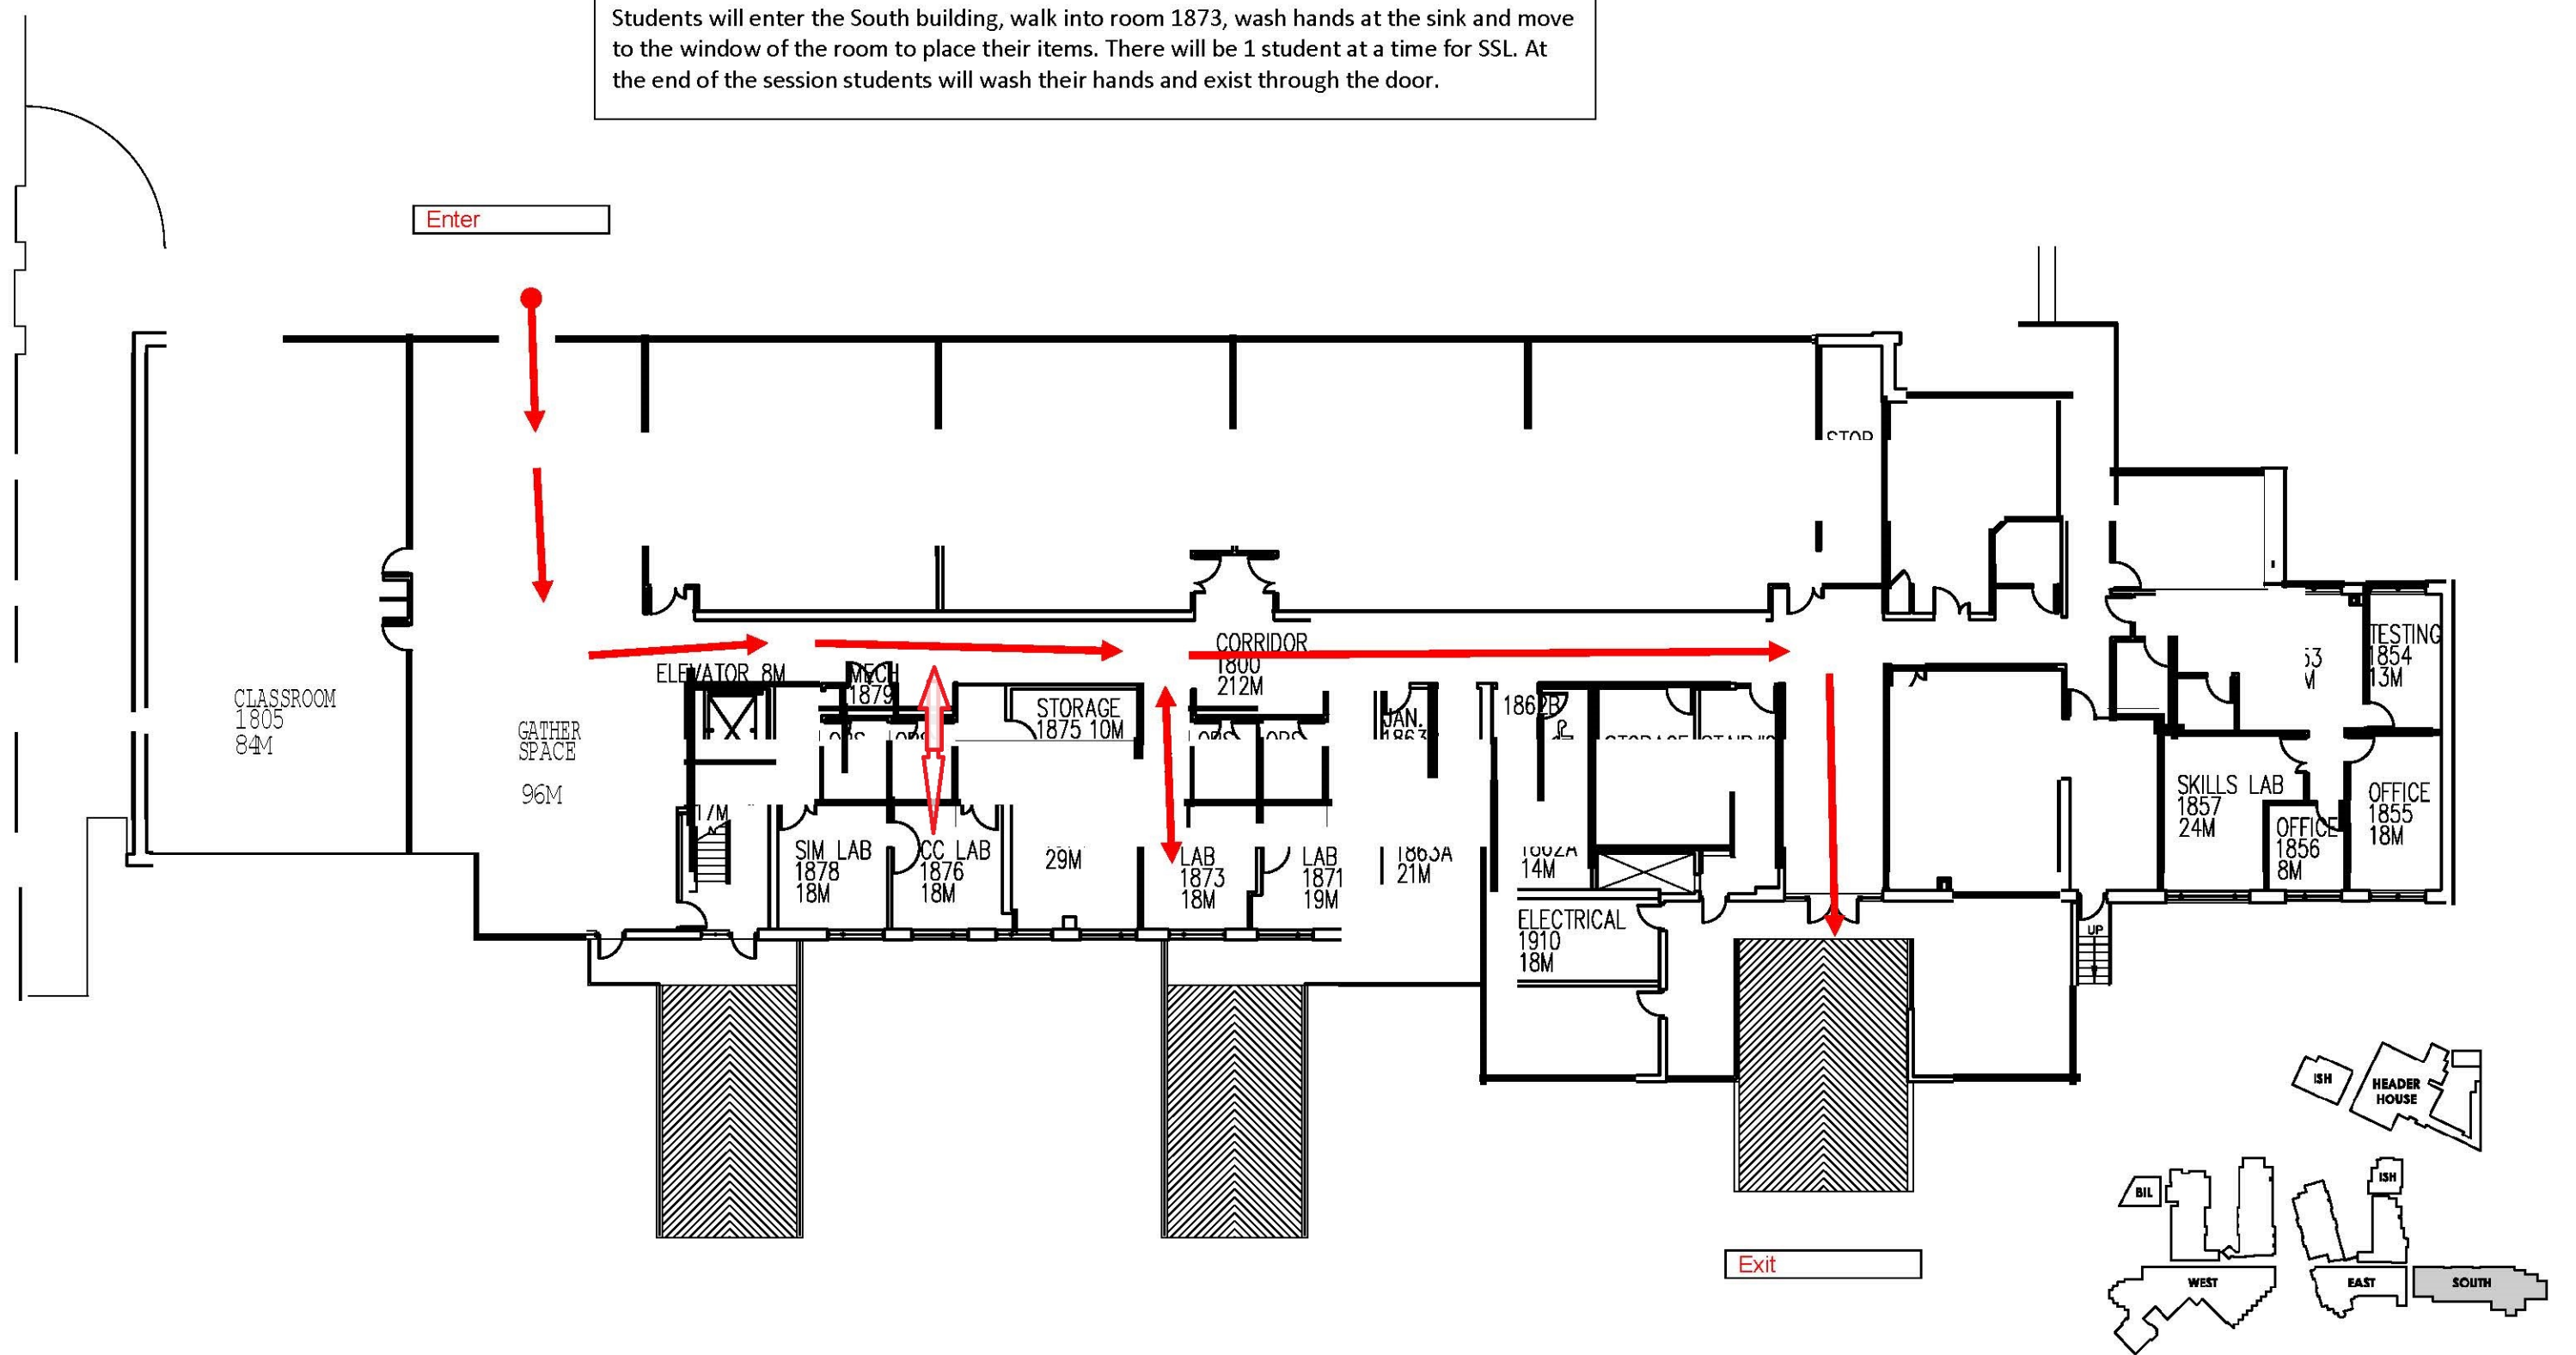 Students will enter the South building, walk into room 1873, wash hands at the sink and move
to the window of the room to place their items. There will be 1 student at a time for SSL. At
the end of the session students will wash their hands and exist through the door.
Enter
CORRIDOR
1800
212M
ELEVATOR 8M
MECH
1879
TESTING
1854
13M
CLASSROOM
1805
84M
GATHER
SPACE
96M
STORAGE
1875 10M
JAN.
1862B
SKILLS LAB
1857
24M
OFFICE
1855
18M
OFFICE
1856
8M
SIM LAB
1878
18M
CC LAB
1876
18M
29M
LAB
1873
18M
LAB
1871
19M
1863A
21M
1862A
14M
ELECTRICAL
1910
18M
UP
Exit
ISH
HEADER
HOUSE
BIL
ISH
WEST
EAST
SOUTH